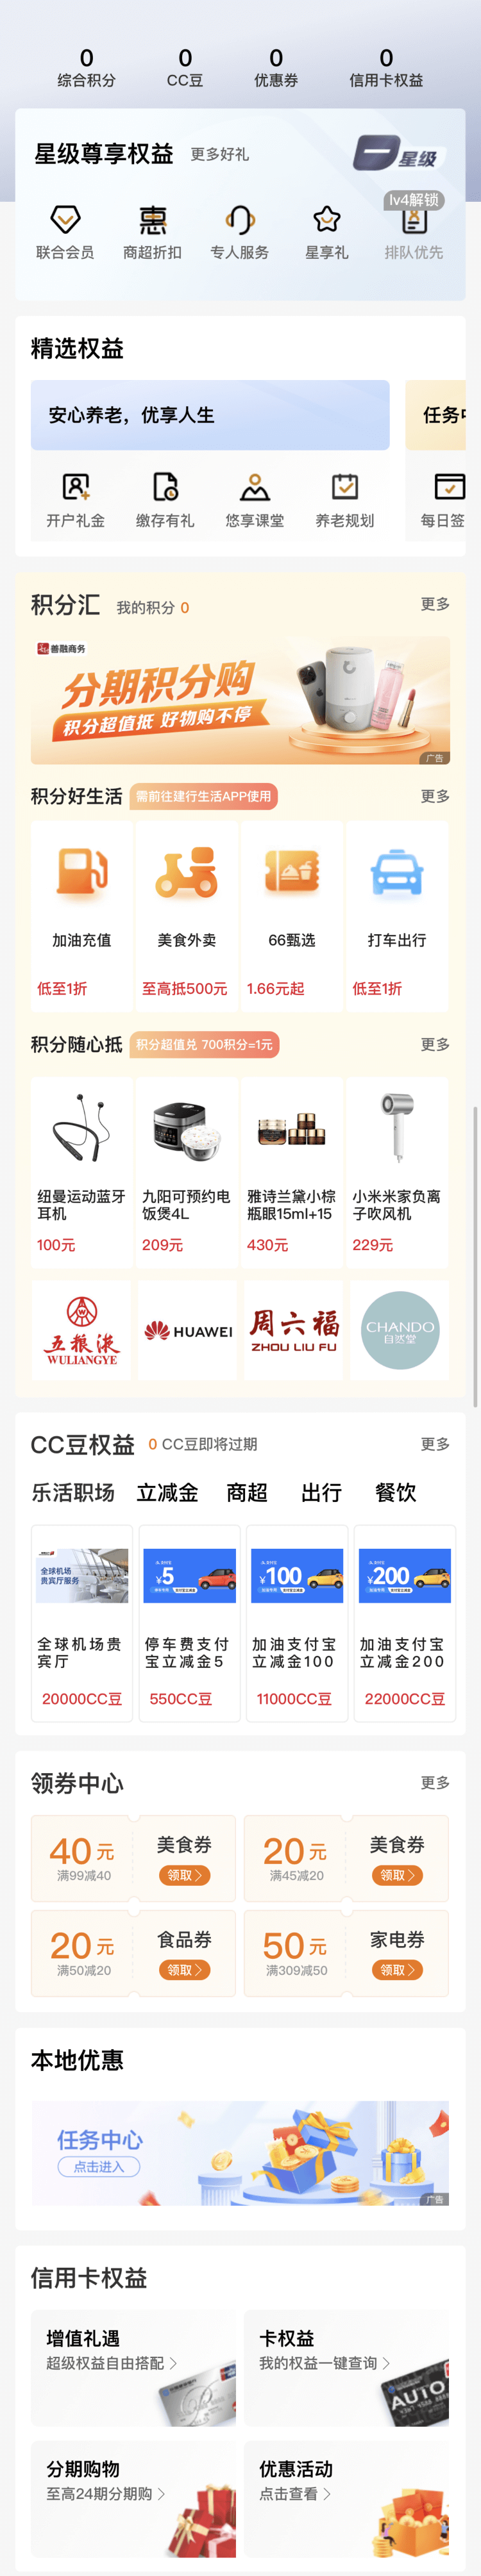 0 0 0 0
综合积分 CC豆 优惠券 信用卡权益
星级尊享权益 更多好礼 星级
lv4解锁
联合会员 商超折扣 专人服务 星享礼 排队优先
精选权益
安心养老，优享人生 任务中
开户礼金 缴存有礼 悠享课堂 养老规划 每日签
积分汇 我的积分 0 更多
善融商务
分期积分购
积分超值抵 好物购不停
广告
积分好生活 需前往建行生活APP使用 更多
加油充值 美食外卖 66甄选 打车出行
低至1折 至高抵500元 1.66元起 低至1折
积分随心抵 积分超值兑 700积分=1元 更多
纽曼运动蓝牙 九阳可预约电 雅诗兰黛小棕 小米米家负离
耳机 饭煲4L 瓶眼15ml+15 子吹风机
100元 209元 430元 229元
五粮液 HUAWEI 周六福 CHANDO
WULIANGYE ZHOU LIU FU 自然堂
CC豆权益 0 CC豆即将过期 更多
乐活职场 立减金 商超 出行 餐饮
全球机场 ¥5 ¥100 ¥200
贵宾厅服务
全球机场贵 停车费支付 加油支付宝 加油支付宝
宾厅 宝立减金5 立减金100 立减金200
20000CC豆 550CC豆 11000CC豆 22000CC豆
领券中心 更多
40元 美食券 20元 美食券
满99减40 领取 满45减20 领取
20元 食品券 50元 家电券
满50减20 领取 满309减50 领取
本地优惠
任务中心
点击进入
广告
信用卡权益
增值礼遇 卡权益
超级权益自由搭配 我的权益一键查询
AUTO
分期购物 优惠活动
至高24期分期购 点击查看